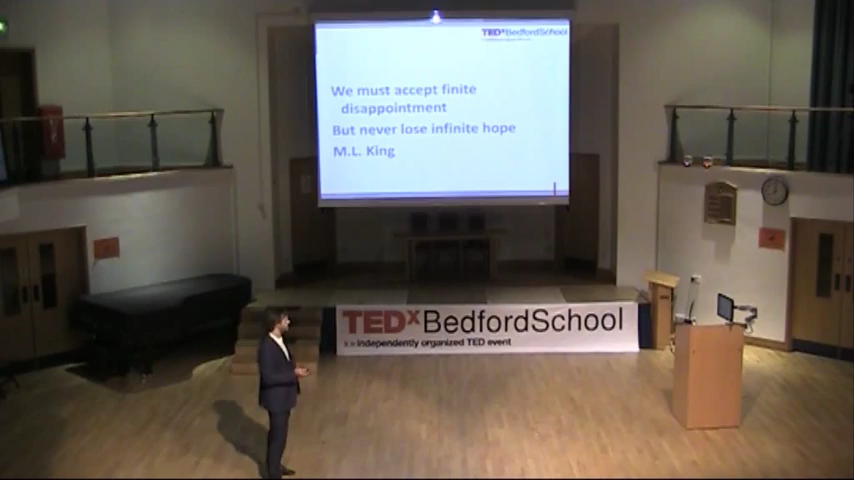 TEDxBedfordSchool
We must accept finite
disappointment
But never lose infinite hope
M.L. King
TEDxBedfordSchool
x = independently organized TED event